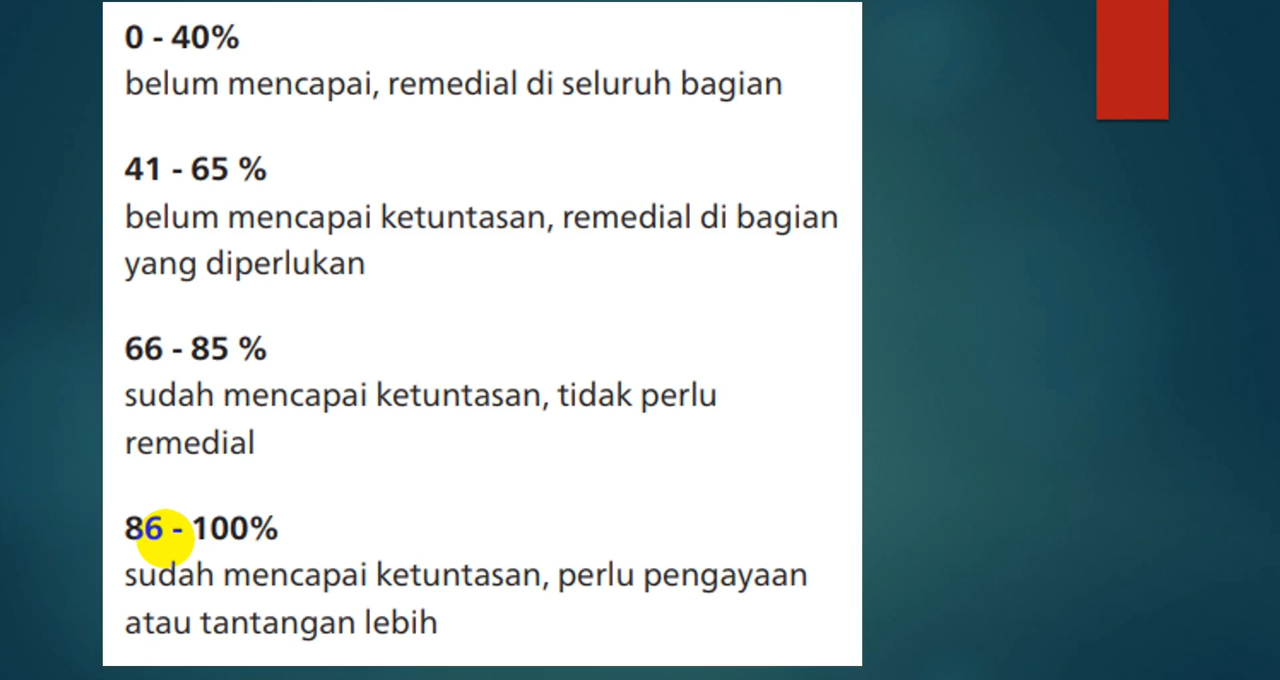 0 - 40%
belum mencapai, remedial di seluruh bagian
41 - 65 %
belum mencapai ketuntasan, remedial di bagian
yang diperlukan
66 - 85 %
sudah mencapai ketuntasan, tidak perlu
remedial
86 - 100%
sudah mencapai ketuntasan, perlu pengayaan
atau tantangan lebih